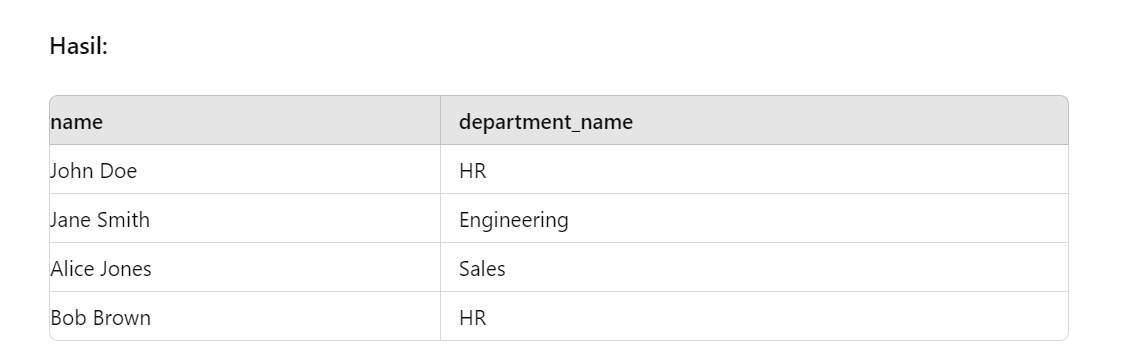 Hasil:
name department_name
John Doe HR
Jane Smith Engineering
Alice Jones Sales
Bob Brown HR